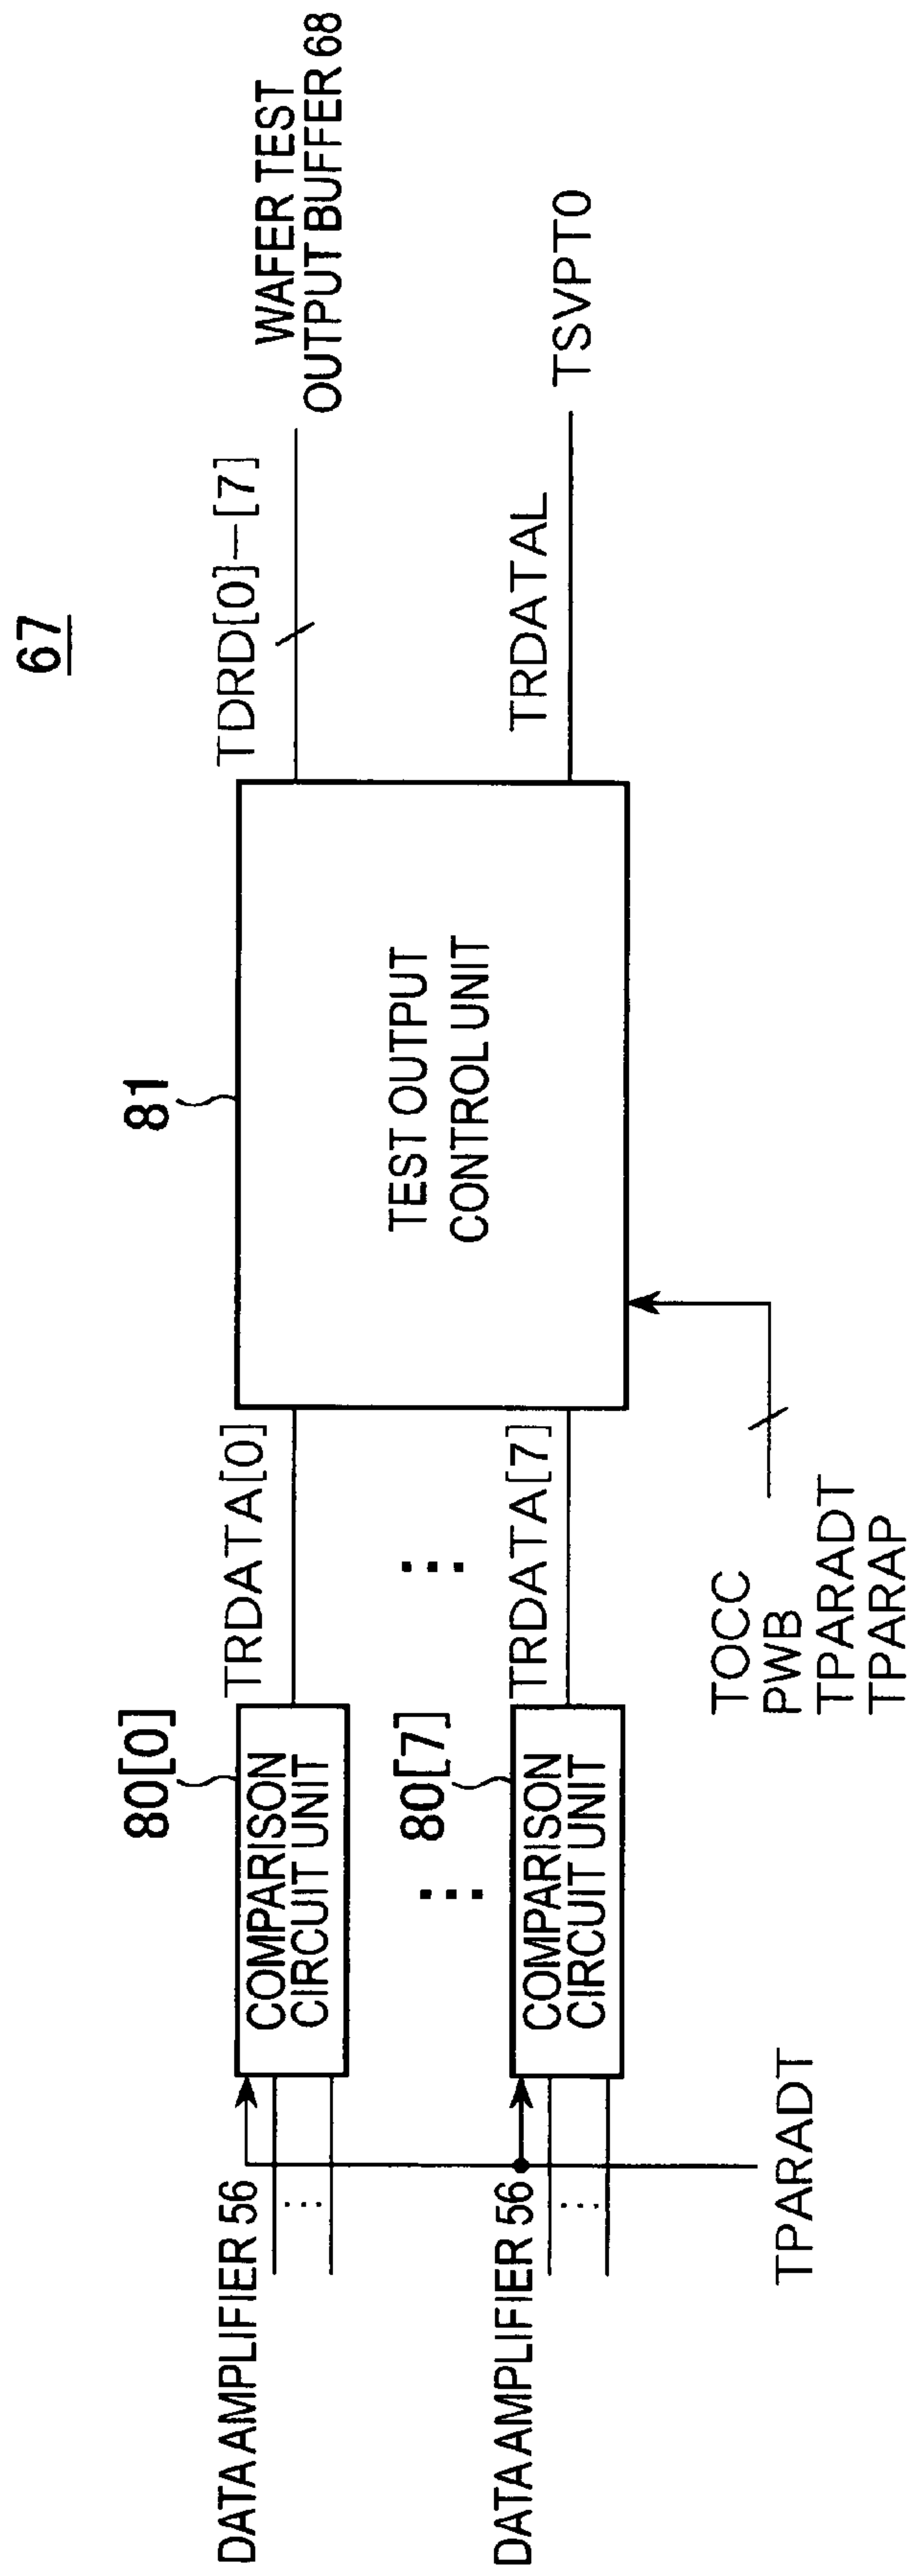 67
DATA AMPLIFIER 56
80[0]
COMPARISON
CIRCUIT UNIT
TRDATA[0]
81
TEST OUTPUT
CONTROL UNIT
TDRD[0]—[7]
WAFER TEST
OUTPUT BUFFER 68
DATA AMPLIFIER 56
80[7]
COMPARISON
CIRCUIT UNIT
TRDATA[7]
TRDATAL
TSVPT0
TPARADT
TOCC
PWB
TPARADT
TPARAP